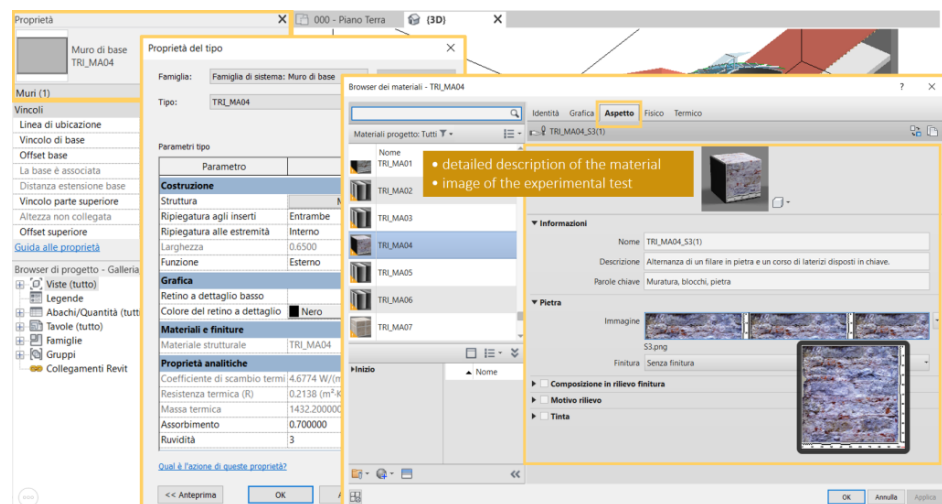 Proprietà
000 - Piano Terra
{3D}
Muro di base
TRI_MA04
Muri (1)
Vincoli
Linea di ubicazione
Vincolo di base
Offset base
La base è associata
Distanza estensione base
Vincolo parte superiore
Altezza non collegata
Offset superiore
Guida alle proprietà
Browser di progetto - Galleria
Viste (tutto)
Legende
Abachi/Quantità (tutt
Tavole (tutto)
Famiglie
Gruppi
Collegamenti Revit
Proprietà del tipo
Famiglia:
Famiglia di sistema: Muro di base
Tipo:
TRI_MA04
Parametri tipo
Parametro
Costruzione
Struttura
Ripiegatura agli inserti
Entrambe
Ripiegatura alle estremità
Interno
Larghezza
0.6500
Funzione
Esterno
Grafica
Retino a dettaglio basso
Colore del retino a dettaglio
Nero
Materiali e finiture
Materiale strutturale
TRI_MA04
Proprietà analitiche
Coefficiente di scambio termi
4.6774 W/(m
Resistenza termica (R)
0.2138 (m²·K
Massa termica
1432.200000
Assorbimento
0.700000
Ruvidità
3
Qual è l'azione di queste proprietà?
<< Anteprima
OK
Browser dei materiali - TRI_MA04
?
Materiali progetto: Tutti
Nome
TRI_MA01
TRI_MA02
TRI_MA03
TRI_MA04
TRI_MA05
TRI_MA06
TRI_MA07
Inizio
Nome
Identità
Grafica
Aspetto
Fisico
Termico
TRI_MA04_S3(1)
• detailed description of the material
• image of the experimental test
Informazioni
Nome
TRI_MA04_S3(1)
Descrizione
Alternanza di un filare in pietra e un corso di laterizi disposti in chiave.
Parole chiave
Muratura, blocchi, pietra
Pietra
Immagine
S3.png
Finitura
Senza finitura
Composizione in rilievo finitura
Motivo rilievo
Tinta
OK
Annulla
Applica